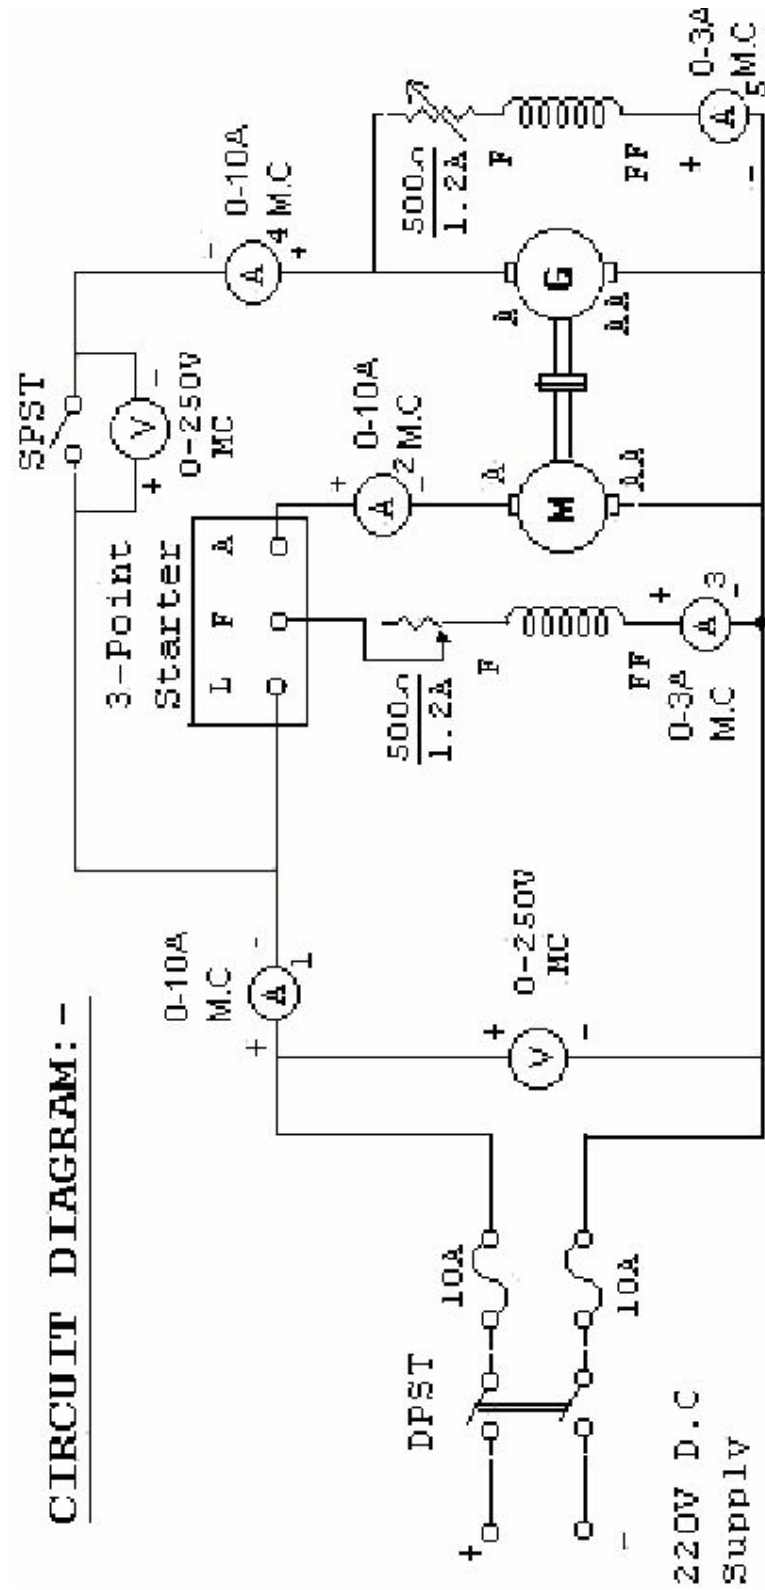 CIRCUIT DIAGRAM:-
220V D.C
Supply
+
-
DPST
10A
10A
+
V
-
0-250V
MC
0-10A
M.C
+
A
-
1
3-Point
Starter
L F A
500Ω
1.2A
F
FF
+
A
3
-
0-3A
M.C
SPST
+
V
-
0-250V
MC
0-10A
M.C
+
A
2
-
A
M
AA
0-10A
M.C
-
A
4
+
A
G
AA
500Ω
1.2A
F
FF
+
A
5
-
0-3A
M.C